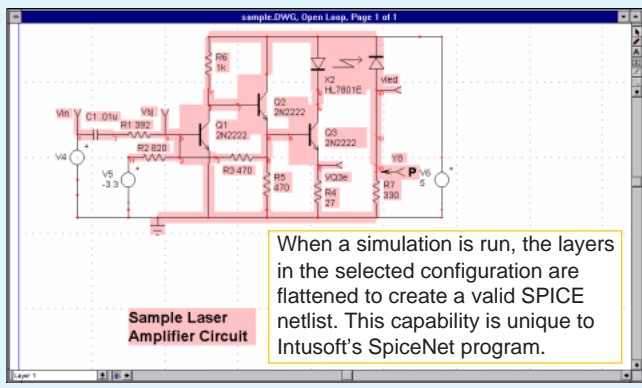 sample.DWG, Open Loop, Page 1 of 1
R6
1k
X2
HL7801E
vled
Vin
C1 .01u
Vsj
R1 392
Q1
2N2222
Q2
2N2222
Q3
2N2222
V4
R2 820
R3 470
V5
-3.3
R5
470
VQ3e
R4
27
Y8
P
R7
330
V6
5
When a simulation is run, the layers
in the selected configuration are
flattened to create a valid SPICE
netlist. This capability is unique to
Intusoft's SpiceNet program.
Sample Laser
Amplifier Circuit
Layer 1